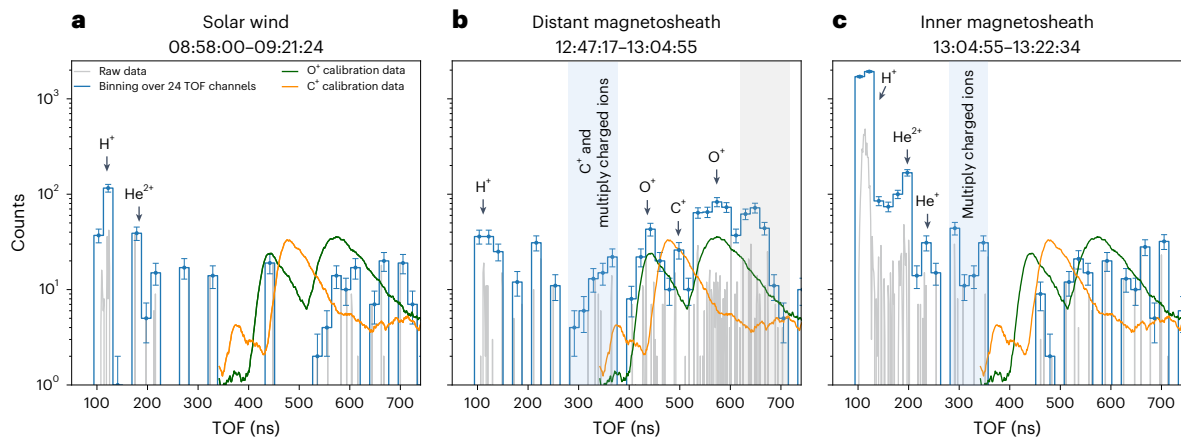 a
Solar wind
08:58:00–09:21:24
b
Distant magnetosheath
12:47:17–13:04:55
c
Inner magnetosheath
13:04:55–13:22:34
Raw data
Binning over 24 TOF channels
O⁺ calibration data
C⁺ calibration data
Counts
10³
10²
10¹
10⁰
H⁺
He²⁺
100 200 300 400 500 600 700
TOF (ns)
H⁺
C⁺ and
multiply charged ions
O⁺
C⁺
O⁺
100 200 300 400 500 600 700
TOF (ns)
H⁺
He²⁺
He⁺
Multiply charged ions
100 200 300 400 500 600 700
TOF (ns)